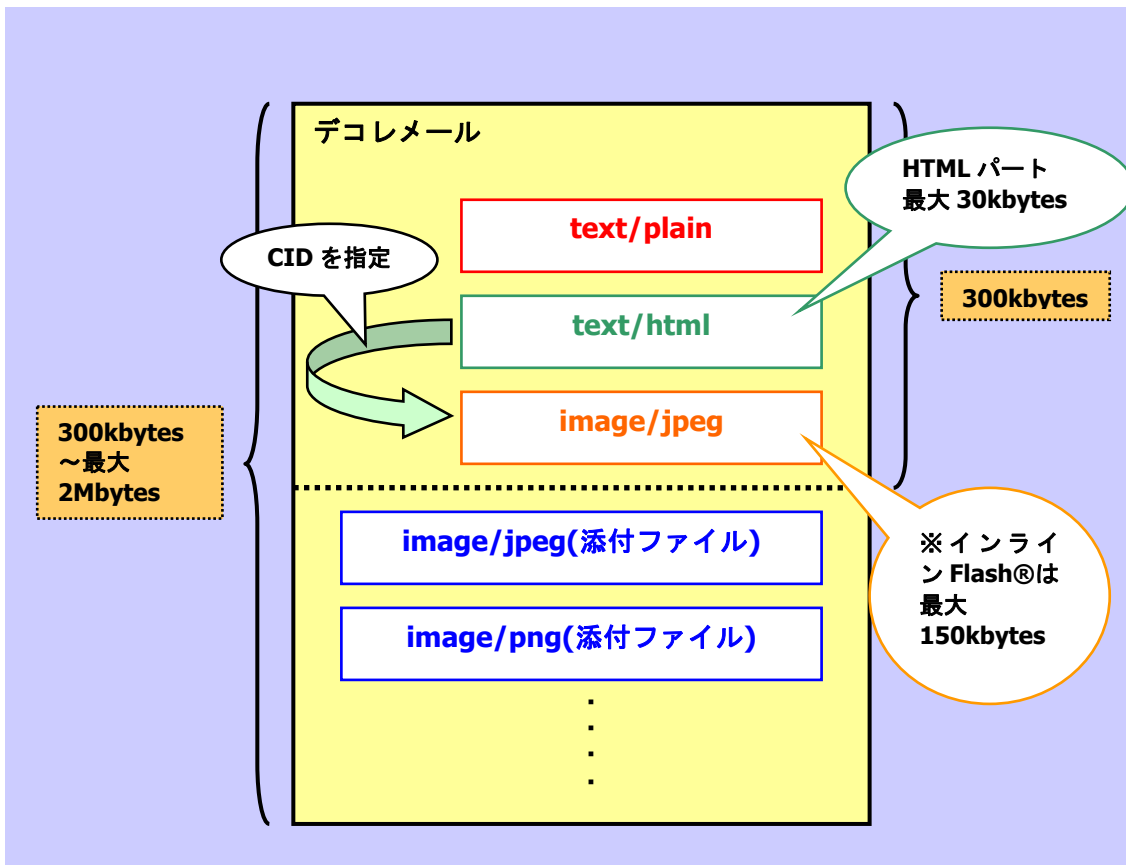 デコレメール
HTML パート
最大 30kbytes
text/plain
CID を指定
text/html
300kbytes
image/jpeg
300kbytes
～最大
2Mbytes
image/jpeg(添付ファイル)
※インライ
ン Flash®は
最大
150kbytes
image/png(添付ファイル)